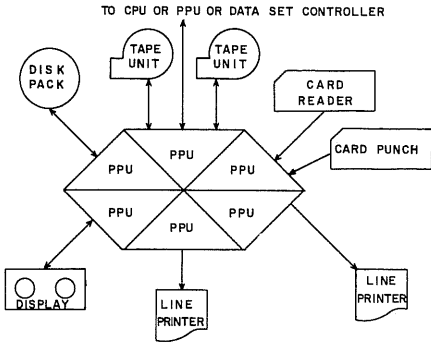 TO CPU OR PPU OR DATA SET CONTROLLER
TAPE
UNIT
TAPE
UNIT
DISK
PACK
CARD
READER
CARD PUNCH
PPU
PPU
PPU
PPU
PPU
PPU
DISPLAY
LINE
PRINTER
LINE
PRINTER